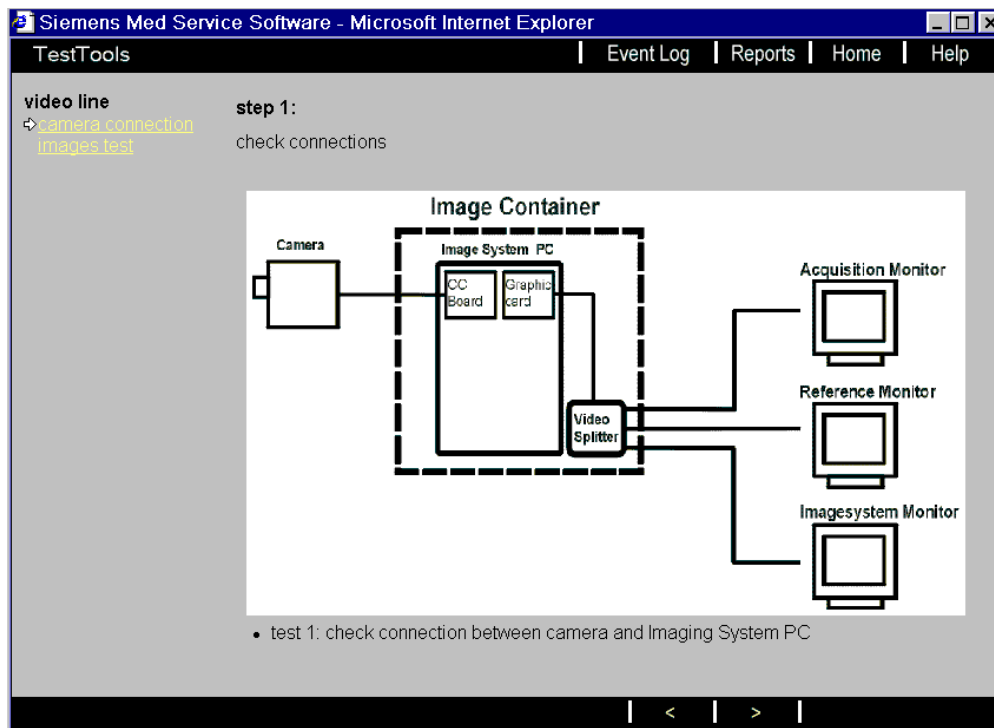 Siemens Med Service Software - Microsoft Internet Explorer
TestTools
Event Log
Reports
Home
Help
video line
camera connection
images test
step 1:
check connections
Image Container
Camera
Image System PC
CC
Board
Graphic
card
Video
Splitter
Acquisition Monitor
Reference Monitor
Imagesystem Monitor
test 1: check connection between camera and Imaging System PC
< >